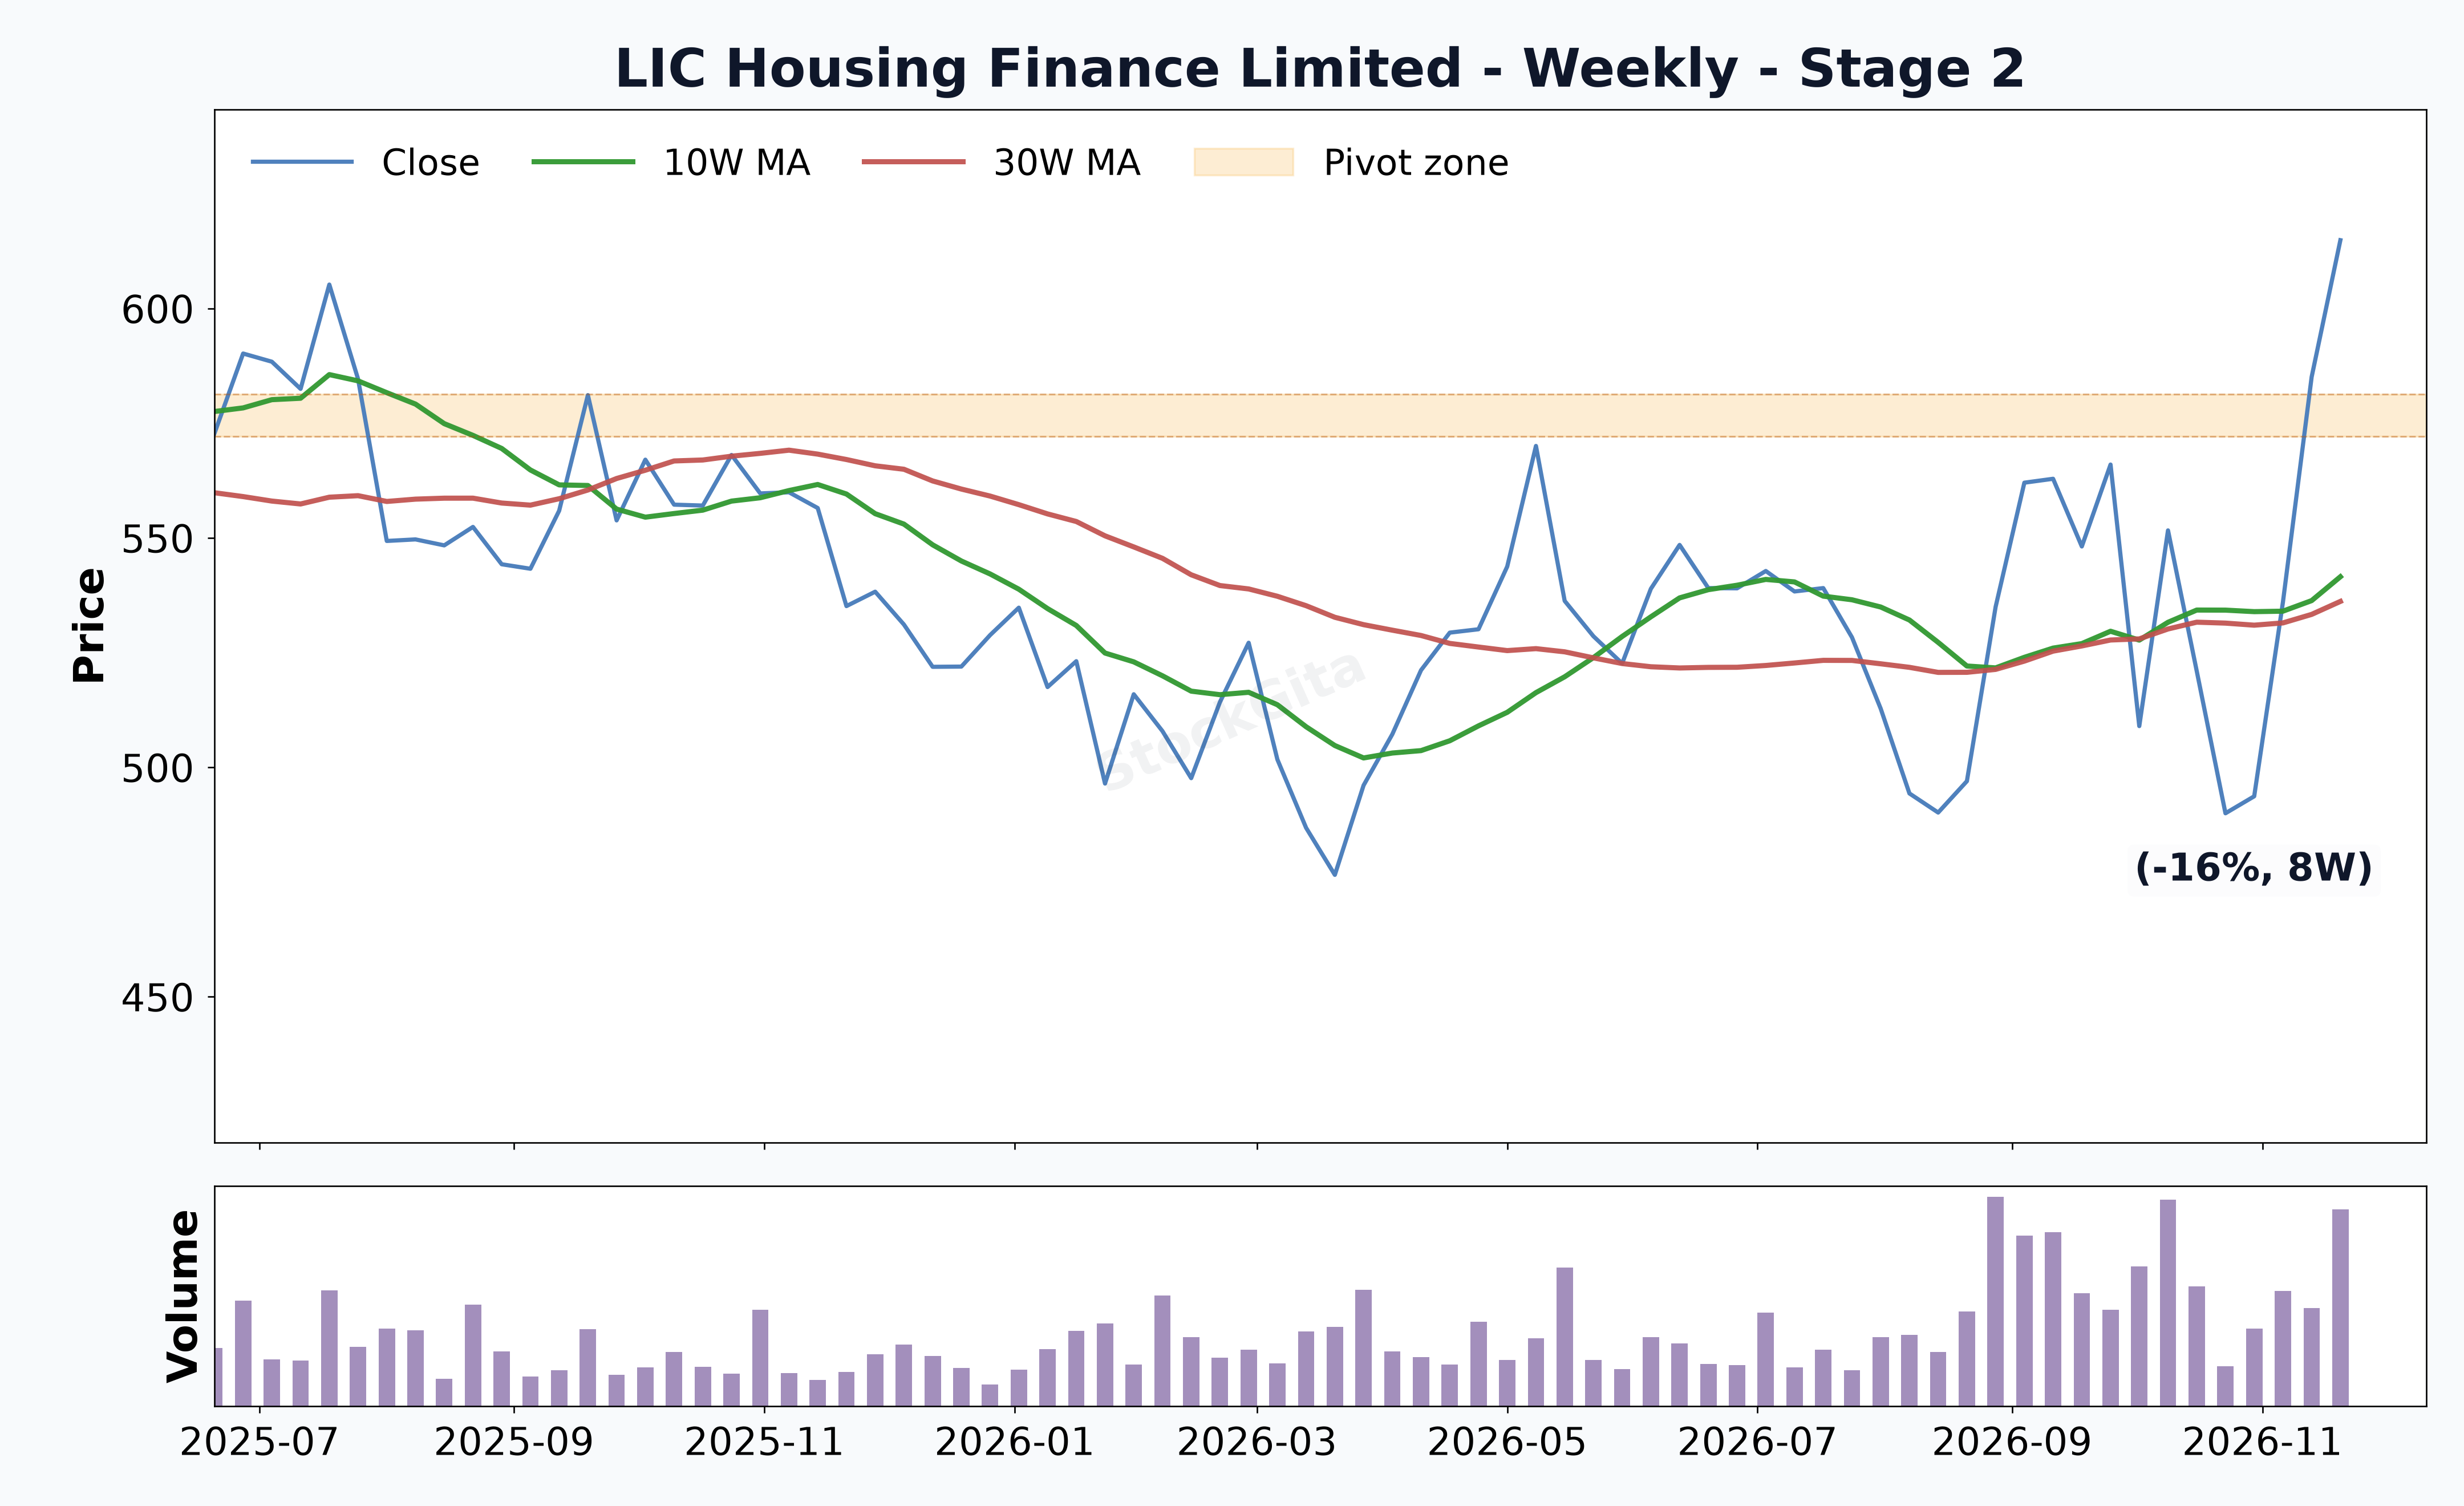 LIC Housing Finance Limited - Weekly - Stage 2
Close 10W MA 30W MA Pivot zone
600
550
500
450
Price
StockGita
(-16%, 8W)
Volume
2025-07 2025-09 2025-11 2026-01 2026-03 2026-05 2026-07 2026-09 2026-11